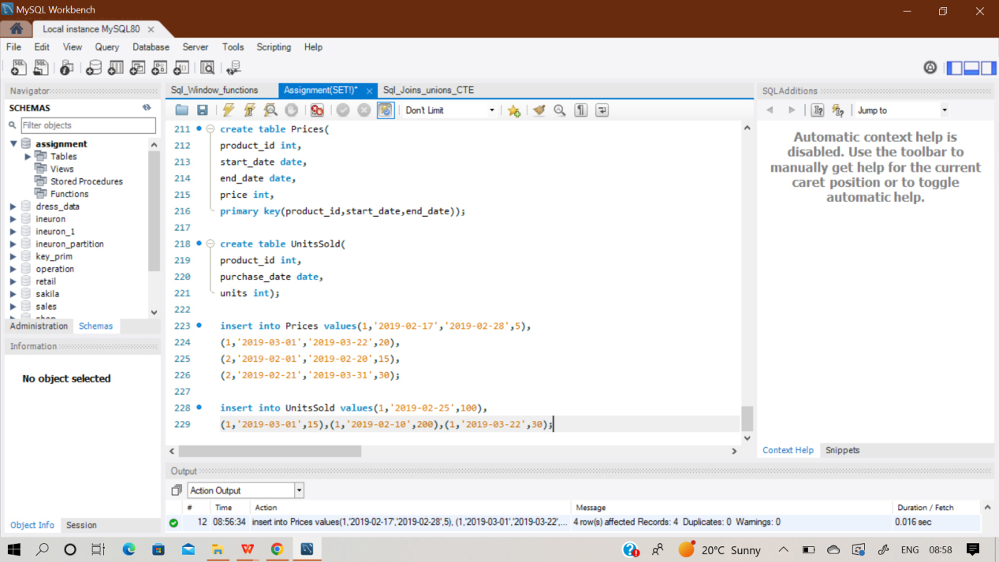 MySQL Workbench
Local instance MySQL80
File Edit View Query Database Server Tools Scripting Help
Navigator
SCHEMAS
Filter objects
assignment
Tables
Views
Stored Procedures
Functions
dress_data
ineuron
ineuron_1
ineuron_partition
key_prim
operation
retail
sakila
sales
Administration Schemas
Information
No object selected
Object Info Session
Sql_Window_functions Assignment(SET!)* Sql_Joins_unions_CTE
Don't Limit
211 create table Prices(
212 product_id int,
213 start_date date,
214 end_date date,
215 price int,
216 primary key(product_id,start_date,end_date));
217
218 create table UnitsSold(
219 product_id int,
220 purchase_date date,
221 units int);
222
223 insert into Prices values(1,'2019-02-17','2019-02-28',5),
224 (1,'2019-03-01','2019-03-22',20),
225 (2,'2019-02-01','2019-02-20',15),
226 (2,'2019-02-21','2019-03-31',30);
227
228 insert into UnitsSold values(1,'2019-02-25',100),
229 (1,'2019-03-01',15),(1,'2019-02-10',200),(1,'2019-03-22',30);
SQLAdditions
Jump to
Automatic context help is
disabled. Use the toolbar to
manually get help for the current
caret position or to toggle
automatic help.
Context Help Snippets
Output
Action Output
# Time Action Message Duration / Fetch
12 08:56:34 insert into Prices values(1,'2019-02-17','2019-02-28',5), (1,'2019-03-01','2019-03-22',... 4 row(s) affected Records: 4 Duplicates: 0 Warnings: 0 0.016 sec
20°C Sunny ENG 08:58